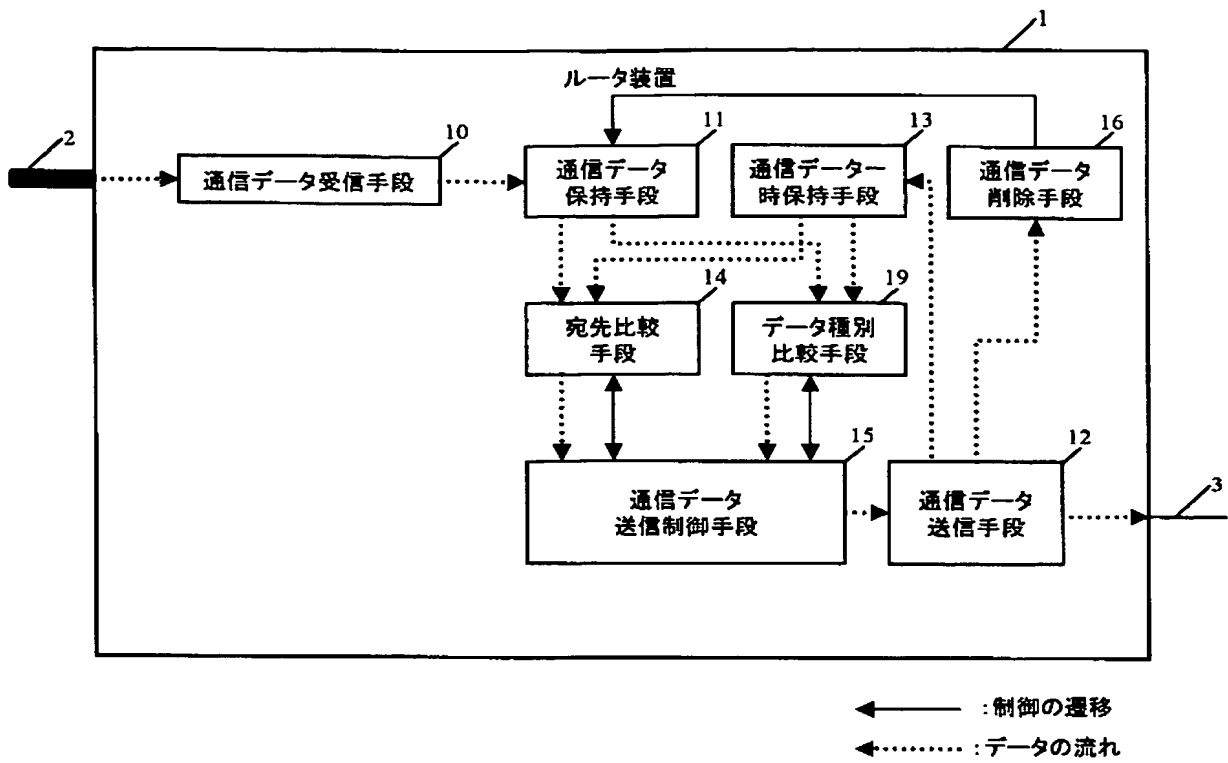 1
ルータ装置
2
10
11
13
16
通信データ受信手段
通信データ
保持手段
通信データ一
時保持手段
通信データ
削除手段
14
19
宛先比較
手段
データ種別
比較手段
15
12
3
通信データ
送信制御手段
通信データ
送信手段
:制御の遷移
:データの流れ